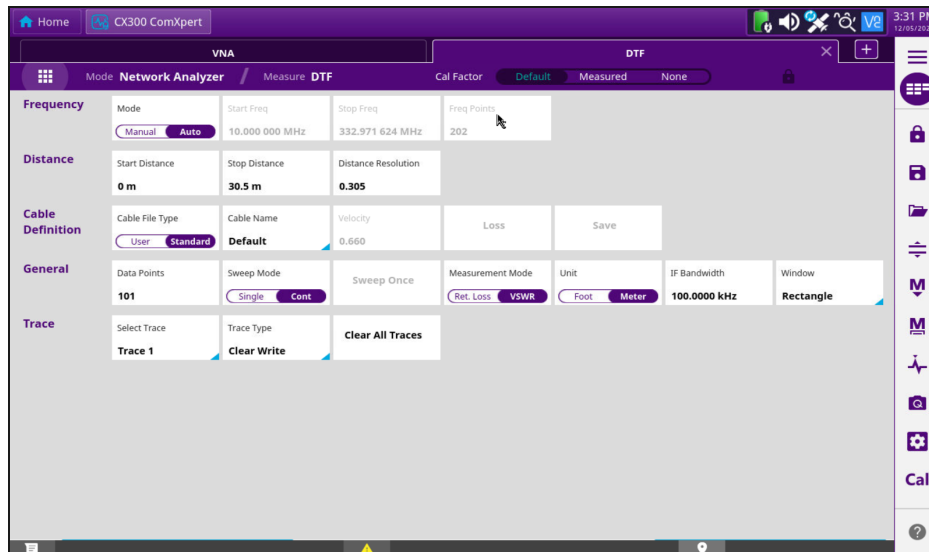 Home
CX300 ComXpert
V2
3:31 PM
VNA
DTF
Mode Network Analyzer / Measure DTF
Cal Factor Default Measured None
Frequency
Mode
Manual Auto
Start Freq
10.000 000 MHz
Stop Freq
332.971 624 MHz
Freq Points
202
Distance
Start Distance
0 m
Stop Distance
30.5 m
Distance Resolution
0.305
Cable
Definition
Cable File Type
User Standard
Cable Name
Default
Velocity
0.660
Loss
Save
General
Data Points
101
Sweep Mode
Single Cont
Sweep Once
Measurement Mode
Ret. Loss VSWR
Unit
Foot Meter
IF Bandwidth
100.0000 kHz
Window
Rectangle
Trace
Select Trace
Trace 1
Trace Type
Clear Write
Clear All Traces
M
M
Cal